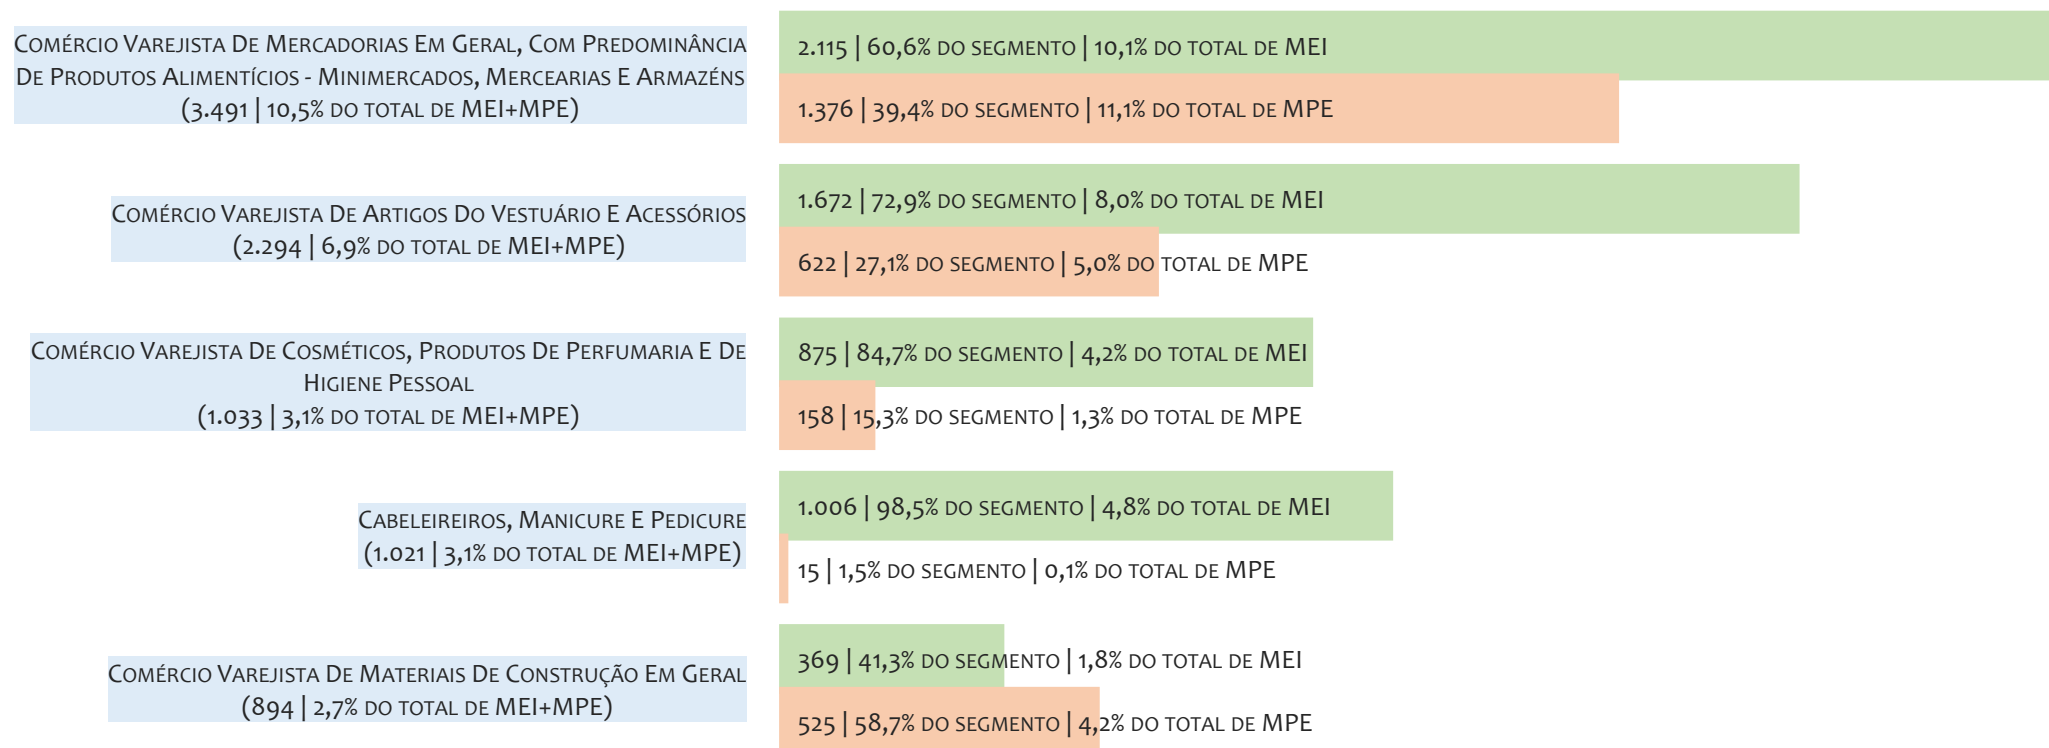 Comércio Varejista De Mercadorias Em Geral, Com Predominância
De Produtos Alimentícios - Minimercados, Mercearias E Armazéns
(3.491 | 10,5% do total de MEI+MPE)
2.115 | 60,6% do segmento | 10,1% do total de MEI
1.376 | 39,4% do segmento | 11,1% do total de MPE
Comércio Varejista De Artigos Do Vestuário E Acessórios
(2.294 | 6,9% do total de MEI+MPE)
1.672 | 72,9% do segmento | 8,0% do total de MEI
622 | 27,1% do segmento | 5,0% do total de MPE
Comércio Varejista De Cosméticos, Produtos De Perfumaria E De
Higiene Pessoal
(1.033 | 3,1% do total de MEI+MPE)
875 | 84,7% do segmento | 4,2% do total de MEI
158 | 15,3% do segmento | 1,3% do total de MPE
Cabeleireiros, Manicure E Pedicure
(1.021 | 3,1% do total de MEI+MPE)
1.006 | 98,5% do segmento | 4,8% do total de MEI
15 | 1,5% do segmento | 0,1% do total de MPE
Comércio Varejista De Materiais De Construção Em Geral
(894 | 2,7% do total de MEI+MPE)
369 | 41,3% do segmento | 1,8% do total de MEI
525 | 58,7% do segmento | 4,2% do total de MPE